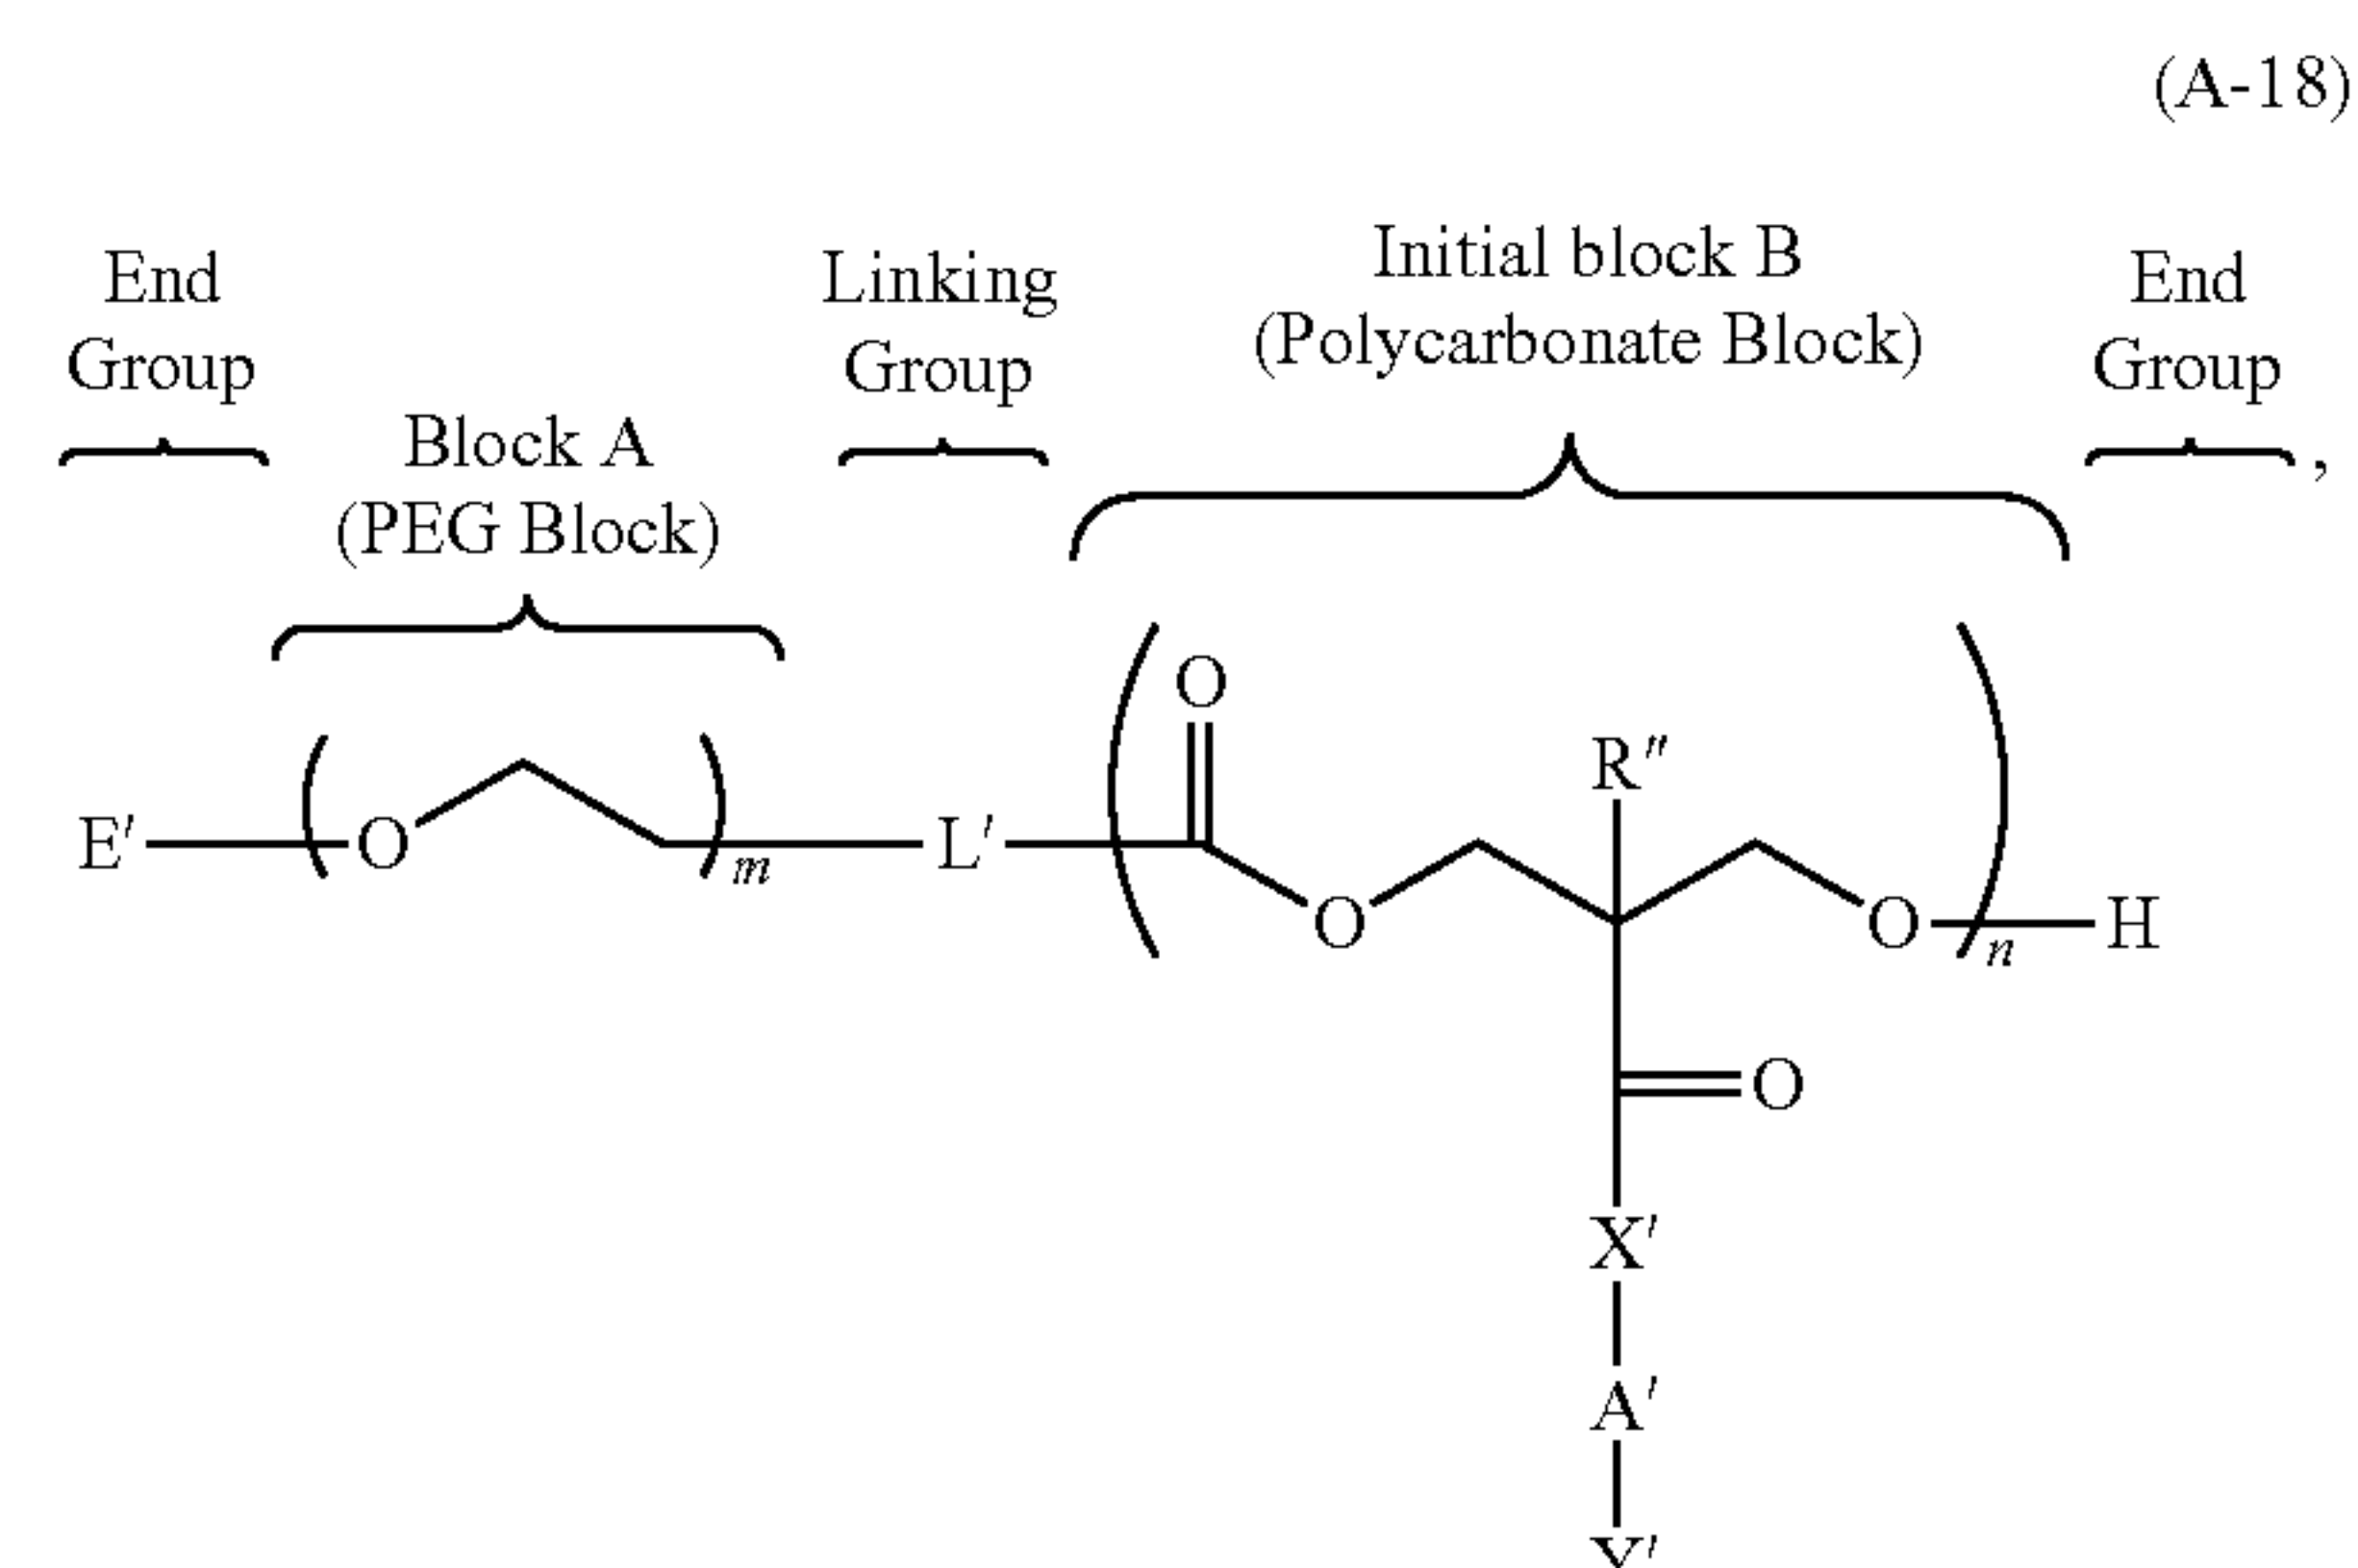 (A-18)
End
Group
Block A
(PEG Block)
Linking
Group
Initial block B
(Polycarbonate Block)
End
Group
,
E′
O
m
L′
O
O
R″
O
n
H
O
X′
A′